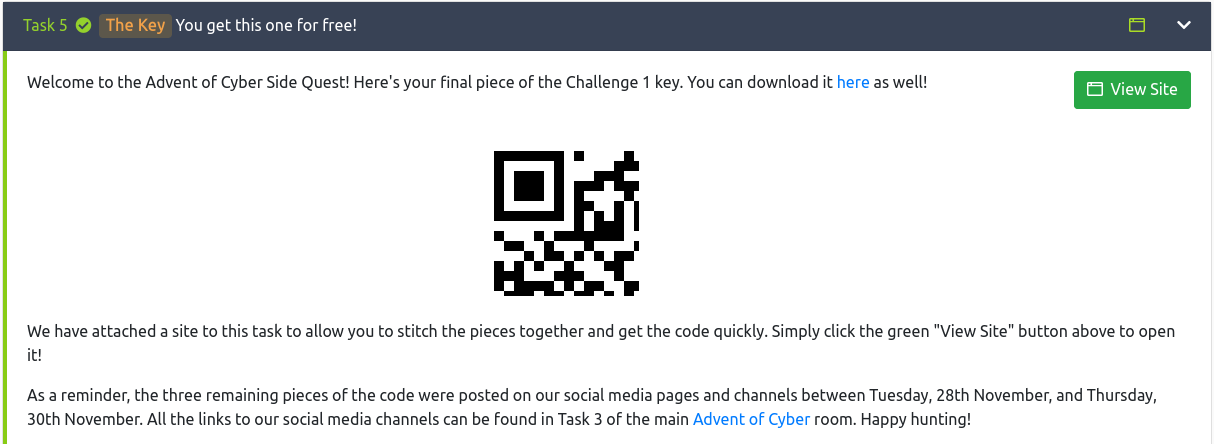 Task 5 The Key You get this one for free!
Welcome to the Advent of Cyber Side Quest! Here's your final piece of the Challenge 1 key. You can download it here as well!
View Site
We have attached a site to this task to allow you to stitch the pieces together and get the code quickly. Simply click the green "View Site" button above to open
it!
As a reminder, the three remaining pieces of the code were posted on our social media pages and channels between Tuesday, 28th November, and Thursday,
30th November. All the links to our social media channels can be found in Task 3 of the main Advent of Cyber room. Happy hunting!